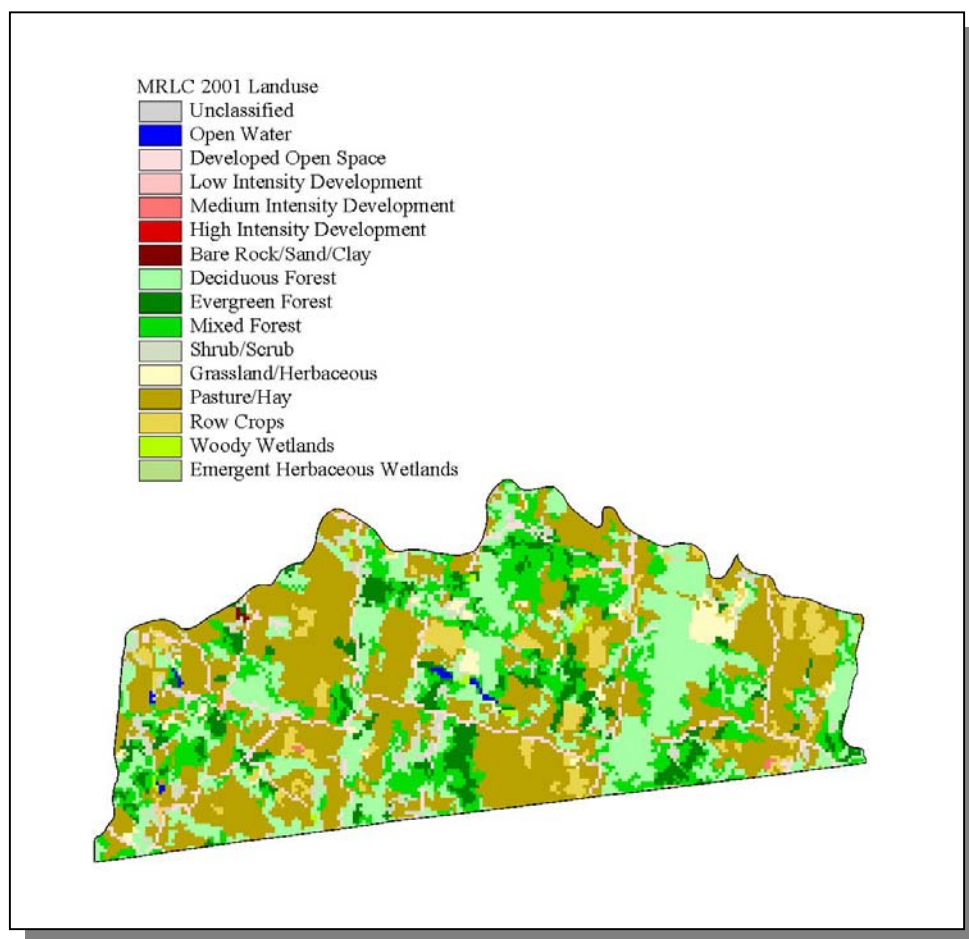 MRLC 2001 Landuse
Unclassified
Open Water
Developed Open Space
Low Intensity Development
Medium Intensity Development
High Intensity Development
Bare Rock/Sand/Clay
Deciduous Forest
Evergreen Forest
Mixed Forest
Shrub/Scrub
Grassland/Herbaceous
Pasture/Hay
Row Crops
Woody Wetlands
Emergent Herbaceous Wetlands